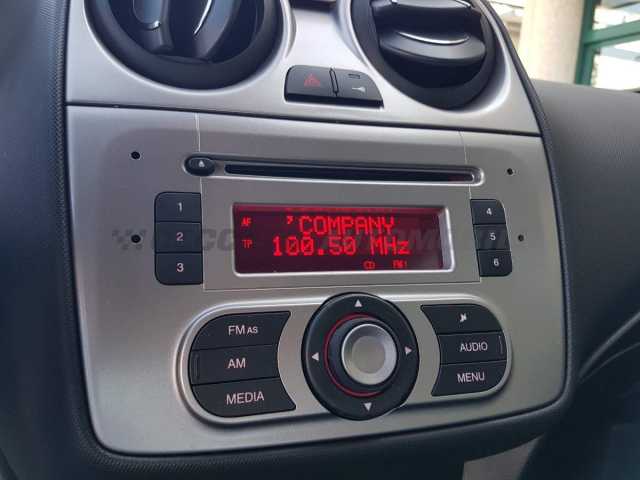 1
2
3
4
5
6
AF
'COMPANY
TP
100.50 MHz
CD FM1
FM AS
AM
MEDIA
AUDIO
MENU